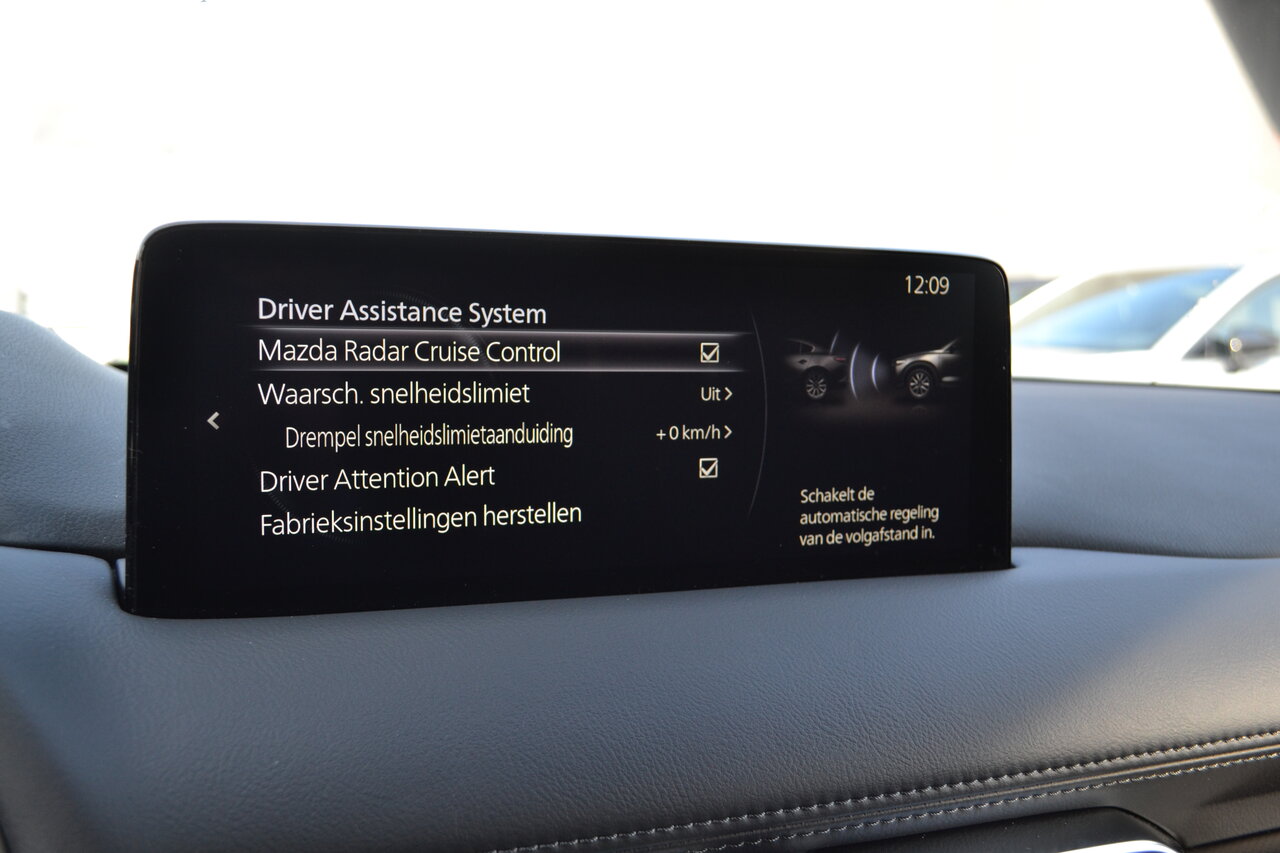 12:09
Driver Assistance System
Mazda Radar Cruise Control
Waarsch. snelheidslimiet Uit >
Drempel snelheidslimietaanduiding +0 km/h >
Driver Attention Alert
Fabrieksinstellingen herstellen
Schakelt de
automatische regeling
van de volgafstand in.